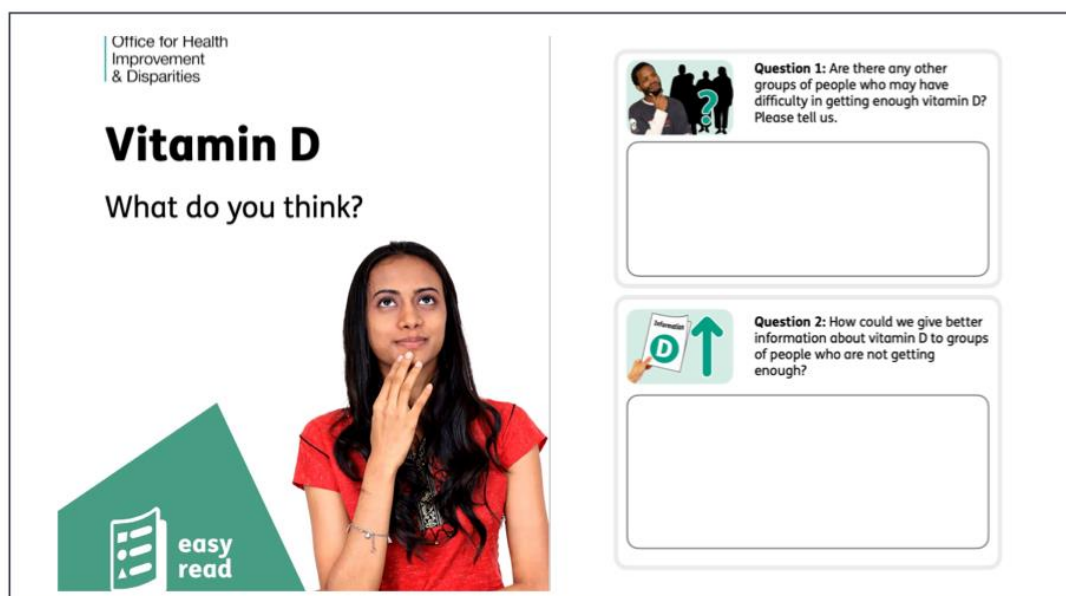 Office for Health
Improvement
& Disparities
Vitamin D
What do you think?
easy
read
Question 1: Are there any other
groups of people who may have
difficulty in getting enough vitamin D?
Please tell us.
?
Information
D
Question 2: How could we give better
information about vitamin D to groups
of people who are not getting
enough?